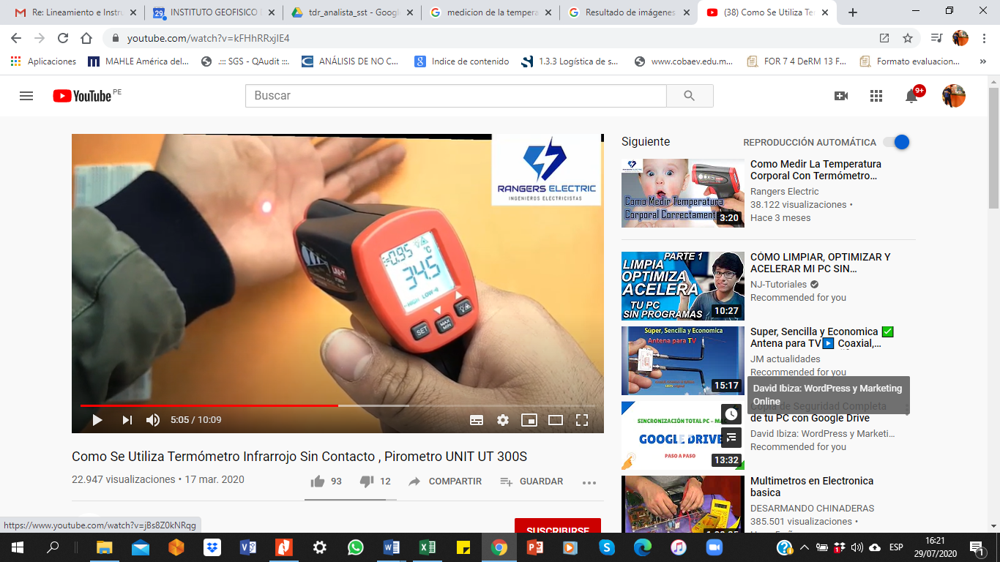 Re: Lineamiento e Instru
29 INSTITUTO GEOFISICO
tdr_analista_sst - Googl
medicion de la tempera
Resultado de imágenes
(38) Como Se Utiliza Te
youtube.com/watch?v=kFHhRRxjIE4
Aplicaciones
MAHLE América del...
.::: SGS - QAudit :::.
ANÁLISIS DE NO C...
Indice de contenido
1.3.3 Logística de s...
www.cobaev.edu.m...
FOR 7 4 DeRM 13 F...
Formato evaluacion...
»
YouTube PE
Buscar
9+
RANGERS ELECTRIC
INGENIEROS ELECTRICISTAS
UNI-T
ε=0.95 °C
34.5
HIGH LOW
SET
MAX MIN
5:05 / 10:09
Como Se Utiliza Termómetro Infrarrojo Sin Contacto , Pirometro UNIT UT 300S
22.947 visualizaciones • 17 mar. 2020
93
12
COMPARTIR
GUARDAR
SUSCRIBIRSE
https://www.youtube.com/watch?v=jBs8Z0kNRqg
Siguiente
REPRODUCCIÓN AUTOMÁTICA
Como Medir Temperatura
Corporal Correctament
3:20
Como Medir La Temperatura
Corporal Con Termómetro...
Rangers Electric
38.122 visualizaciones •
Hace 3 meses
PARTE 1
LIMPIA
OPTIMIZA
ACELERA
TU PC
SIN PROGRAMAS
10:27
CÓMO LIMPIAR, OPTIMIZAR Y
ACELERAR MI PC SIN...
NJ-Tutoriales
Recommended for you
Súper, Sencilla y Economica
Antena para TV
15:17
Super, Sencilla y Economica
Antena para TV Coaxial,...
JM actualidades
Recommended for you
David Ibiza: WordPress y Marketing
Online
SINCRONIZACIÓN TOTAL PC – MAC
GOOGLE DRIVE
PASO A PASO
13:32
Copia de Seguridad Completa
de tu PC con Google Drive
David Ibiza: WordPress y Marketi...
Recommended for you
Multimetros en Electronica
basica
DESARMANDO CHINADERAS
385.501 visualizaciones •
ESP
16:21
29/07/2020
1